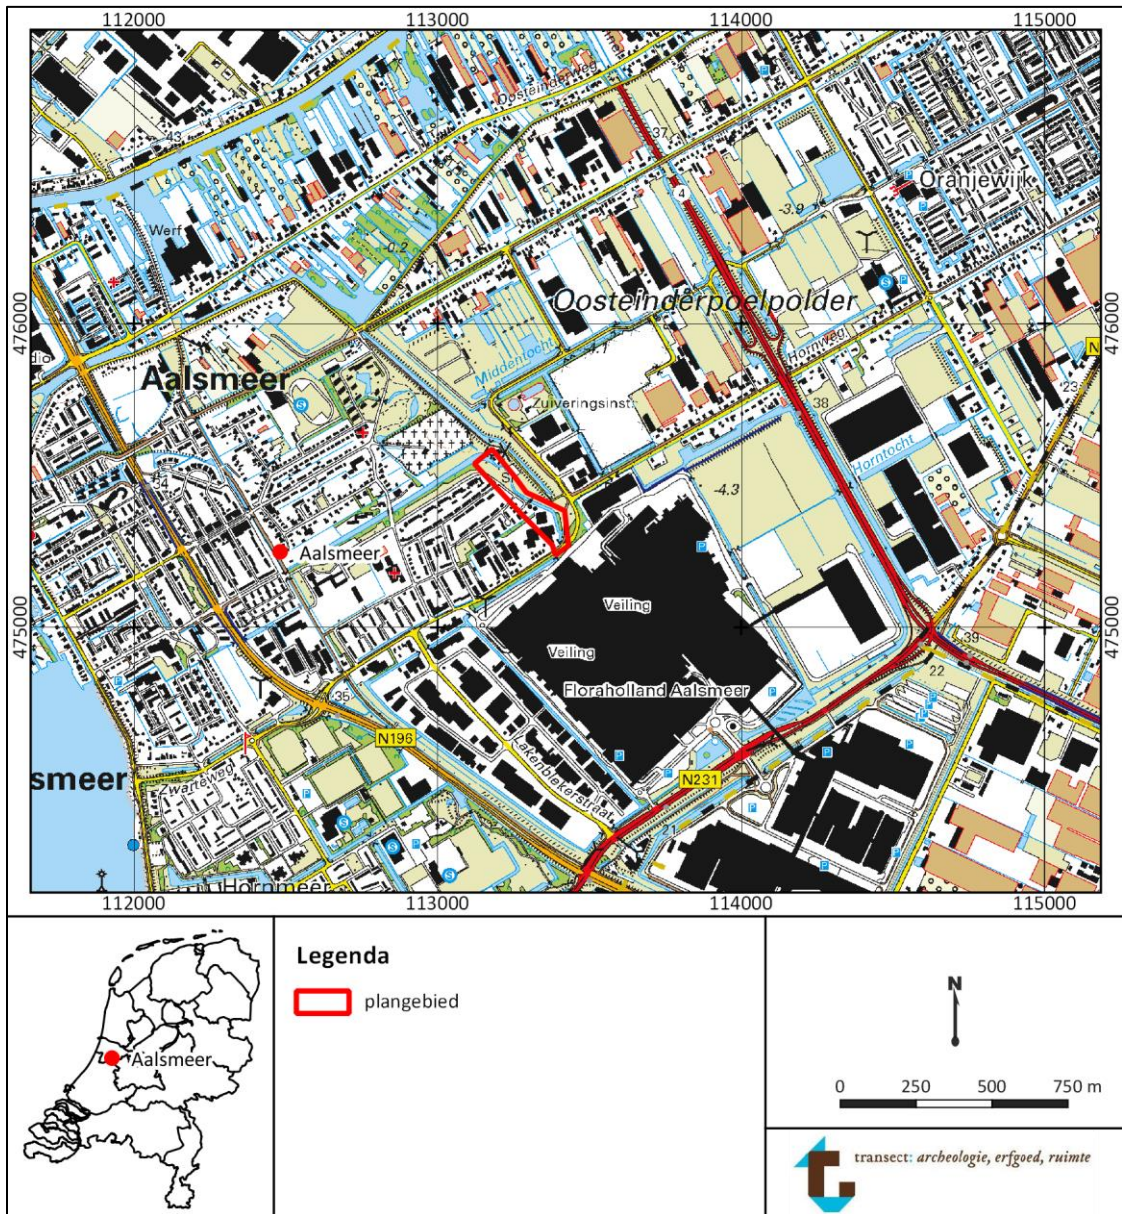 112000
113000
114000
115000
Oosteinderweg
43
37
4
Oranjewijk
-3.9
Werf
-0.2
476000
476000
Oosteinderpoelpolder
Middentocht
Hornweg
N
dio
Aalsmeer
23
Zuiveringsinst.
38
34
Horntocht
-4.3
Aalsmeer
475000
475000
Veiling
39
Veiling
22
Floraholland Aalsmeer
35
N196
N231
smeer
Zwarteweg
Lakenblekerstraat
21
Hornmeer
112000
113000
114000
115000
Legenda
plangebied
N
Aalsmeer
0 250 500 750 m
transect: archeologie, erfgoed, ruimte